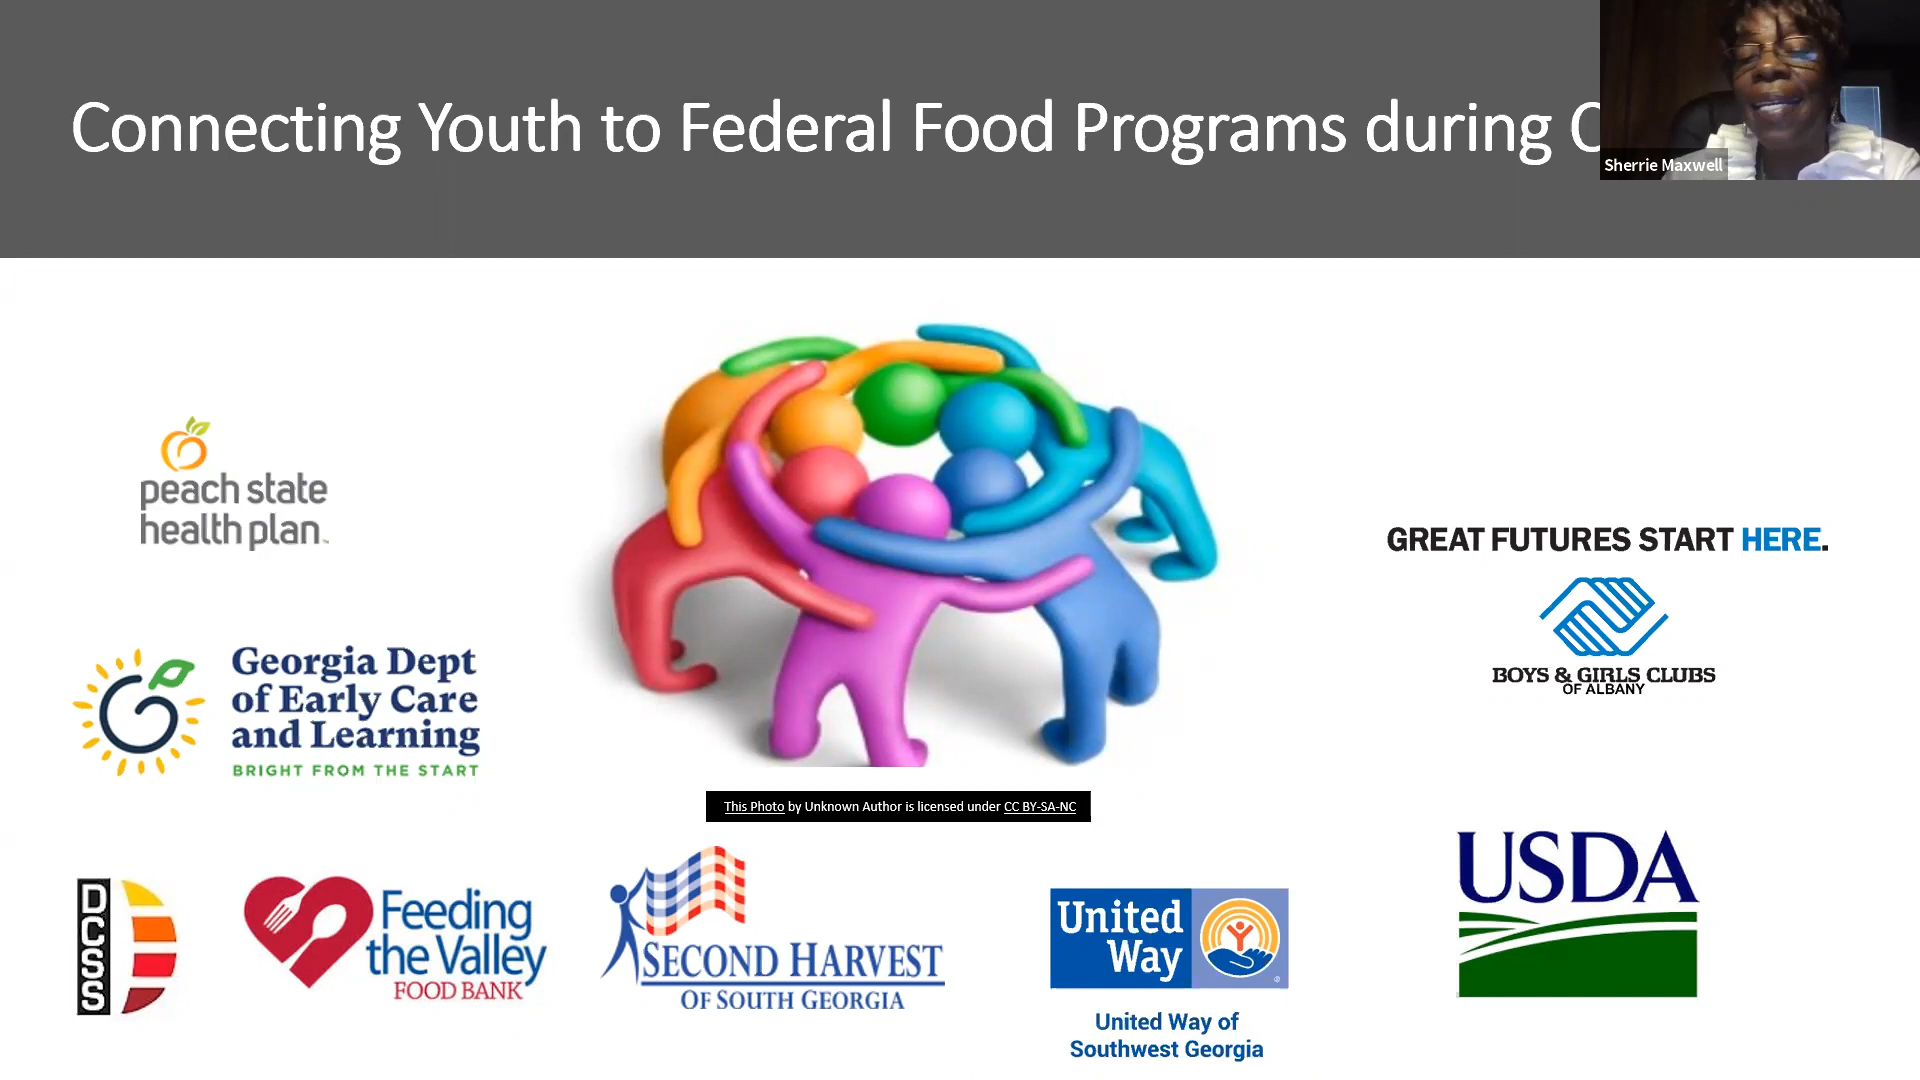 Connecting Youth to Federal Food Programs during C
Sherrie Maxwell
peach state
health plan™
GREAT FUTURES START HERE.
BOYS & GIRLS CLUBS
OF ALBANY
Georgia Dept
of Early Care
and Learning
BRIGHT FROM THE START
This Photo by Unknown Author is licensed under CC BY-SA-NC
DCSS
Feeding
the Valley
FOOD BANK
SECOND HARVEST
OF SOUTH GEORGIA
United
Way
®
United Way of
Southwest Georgia
USDA